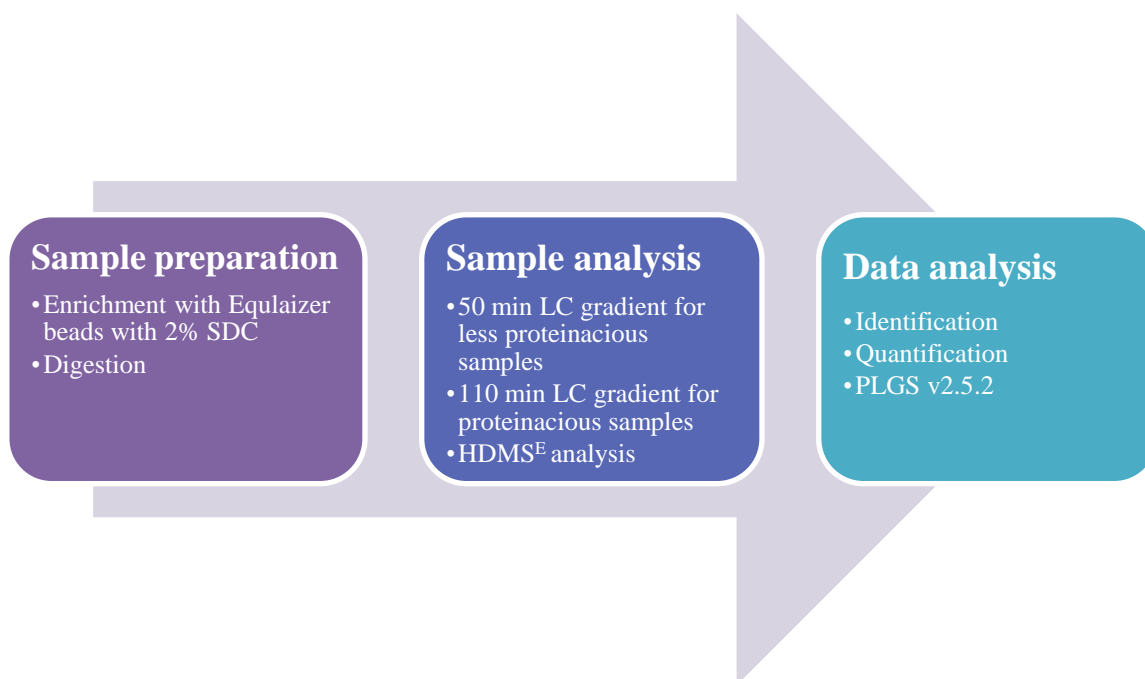 Sample preparation
•Enrichment with Equlaizer
beads with 2% SDC
•Digestion
Sample analysis
•50 min LC gradient for
less proteinacious
samples
•110 min LC gradient for
proteinacious samples
•HDMSᴱ analysis
Data analysis
•Identification
•Quantification
•PLGS v2.5.2